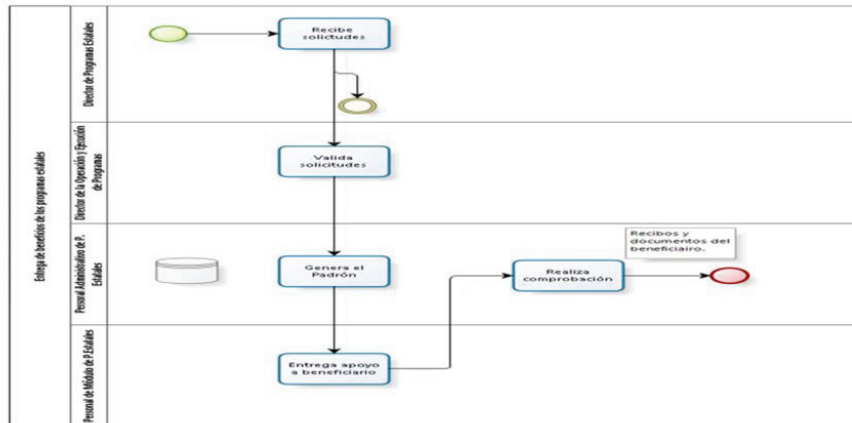 Entrega de beneficios de los programas estatales
Director de Programas Estatales
Recibe
solictudes
Director de la Operación y Ejecución
de Programas
Valida
solicitudes
Personal Administrativo de P.
Estatales
Genera el
Padrón
Realiza
comprobación
Recibos y
documentos del
beneficiairo.
Personal de Módulo de P.Estatales
Entrega apoyo
a beneficiario